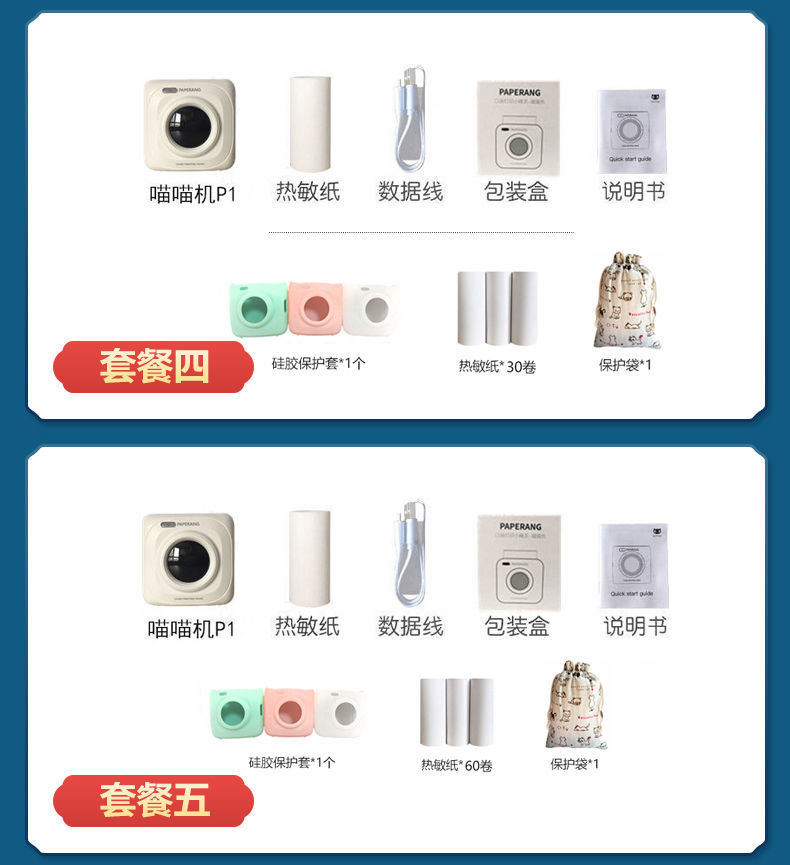 PAPERANG
PAPERANG
Quick start guide
喵喵机P1
热敏纸
数据线
包装盒
说明书
硅胶保护套*1个
热敏纸*30卷
保护袋*1
套餐四
PAPERANG
PAPERANG
Quick start guide
喵喵机P1
热敏纸
数据线
包装盒
说明书
硅胶保护套*1个
热敏纸*60卷
保护袋*1
套餐五